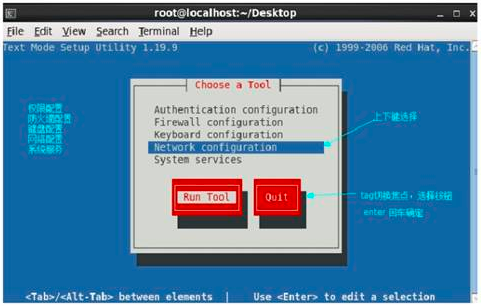 root@localhost:~/Desktop
File Edit View Search Terminal Help
Text Mode Setup Utility 1.19.9 (c) 1999-2006 Red Hat, Inc.
Choose a Tool
权限配置
防火墙配置
键盘配置
网络配置
系统服务
Authentication configuration
Firewall configuration
Keyboard configuration
Network configuration
System services
上下键选择
Run Tool
Quit
tag切换焦点，选择按钮
enter 回车确定
<Tab>/<Alt-Tab> between elements | Use <Enter> to edit a selection